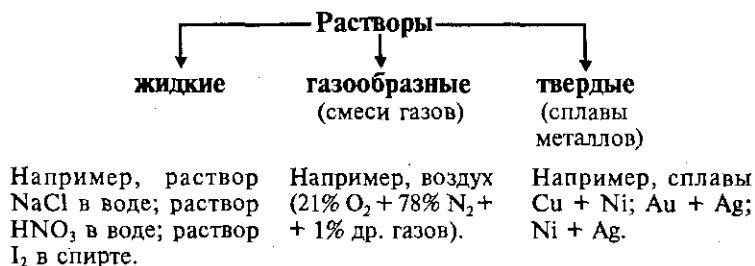 Растворы
жидкие
газообразные
(смеси газов)
твердые
(сплавы
металлов)
Например, раствор
NaCl в воде; раствор
HNO₃ в воде; раствор
I₂ в спирте.
Например, воздух
(21% O₂ + 78% N₂ +
+ 1% др. газов).
Например, сплавы
Cu + Ni; Au + Ag;
Ni + Ag.